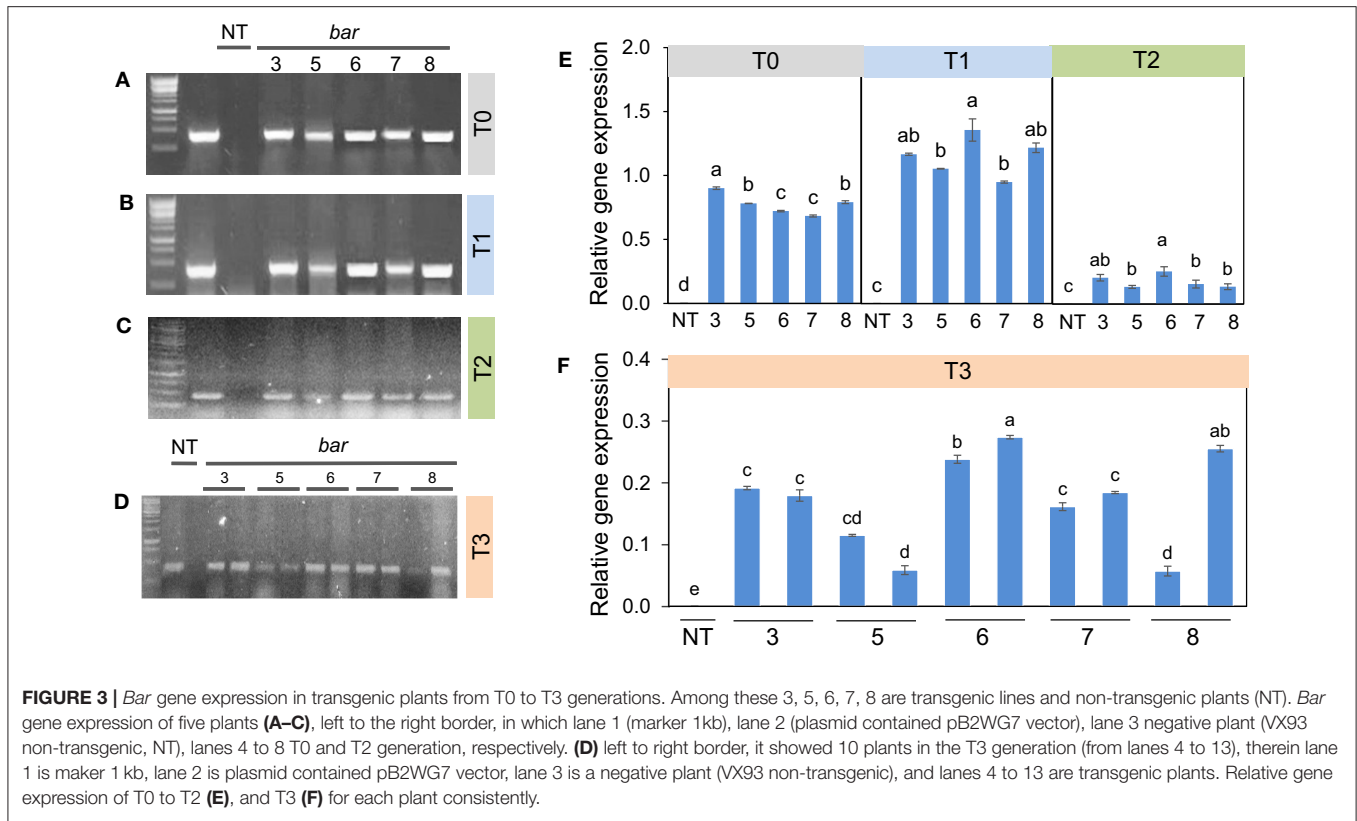 NT bar
3 5 6 7 8
A
T0
B
T1
C
T2
NT bar
3 5 6 7 8
D
T3
E
Relative gene expression
2.0
1.5
1.0
0.5
0.0
T0 T1 T2
d a b c c b
c ab b a b ab
c ab b a b b
NT 3 5 6 7 8 NT 3 5 6 7 8 NT 3 5 6 7 8
F
Relative gene expression
0.4
0.3
0.2
0.1
0.0
T3
e c c cd d b a c c d ab
NT 3 5 6 7 8
FIGURE 3 | Bar gene expression in transgenic plants from T0 to T3 generations. Among these 3, 5, 6, 7, 8 are transgenic lines and non-transgenic plants (NT). Bar
gene expression of five plants (A–C), left to the right border, in which lane 1 (marker 1kb), lane 2 (plasmid contained pB2WG7 vector), lane 3 negative plant (VX93
non-transgenic, NT), lanes 4 to 8 T0 and T2 generation, respectively. (D) left to right border, it showed 10 plants in the T3 generation (from lanes 4 to 13), therein lane
1 is maker 1 kb, lane 2 is plasmid contained pB2WG7 vector, lane 3 is a negative plant (VX93 non-transgenic), and lanes 4 to 13 are transgenic plants. Relative gene
expression of T0 to T2 (E), and T3 (F) for each plant consistently.